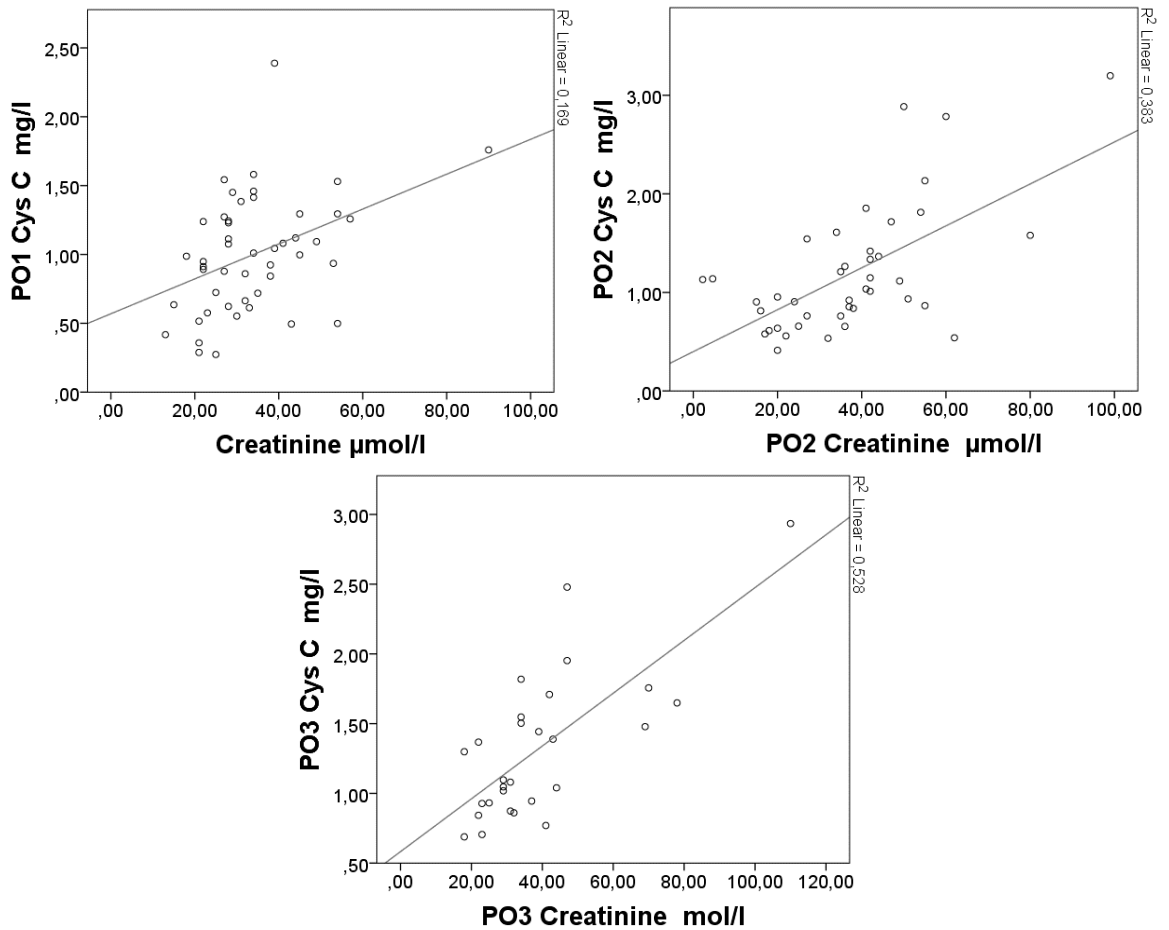 PO1 Cys C mg/l
2,50
2,00
1,50
1,00
,50
,00
,00 20,00 40,00 60,00 80,00 100,00
Creatinine µmol/l
R² Linear = 0,169
PO2 Cys C mg/l
3,00
2,00
1,00
,00
,00 20,00 40,00 60,00 80,00 100,00
PO2 Creatinine µmol/l
R² Linear = 0,383
PO3 Cys C mg/l
3,00
2,50
2,00
1,50
1,00
,50
,00 20,00 40,00 60,00 80,00 100,00 120,00
PO3 Creatinine mol/l
R² Linear = 0,528